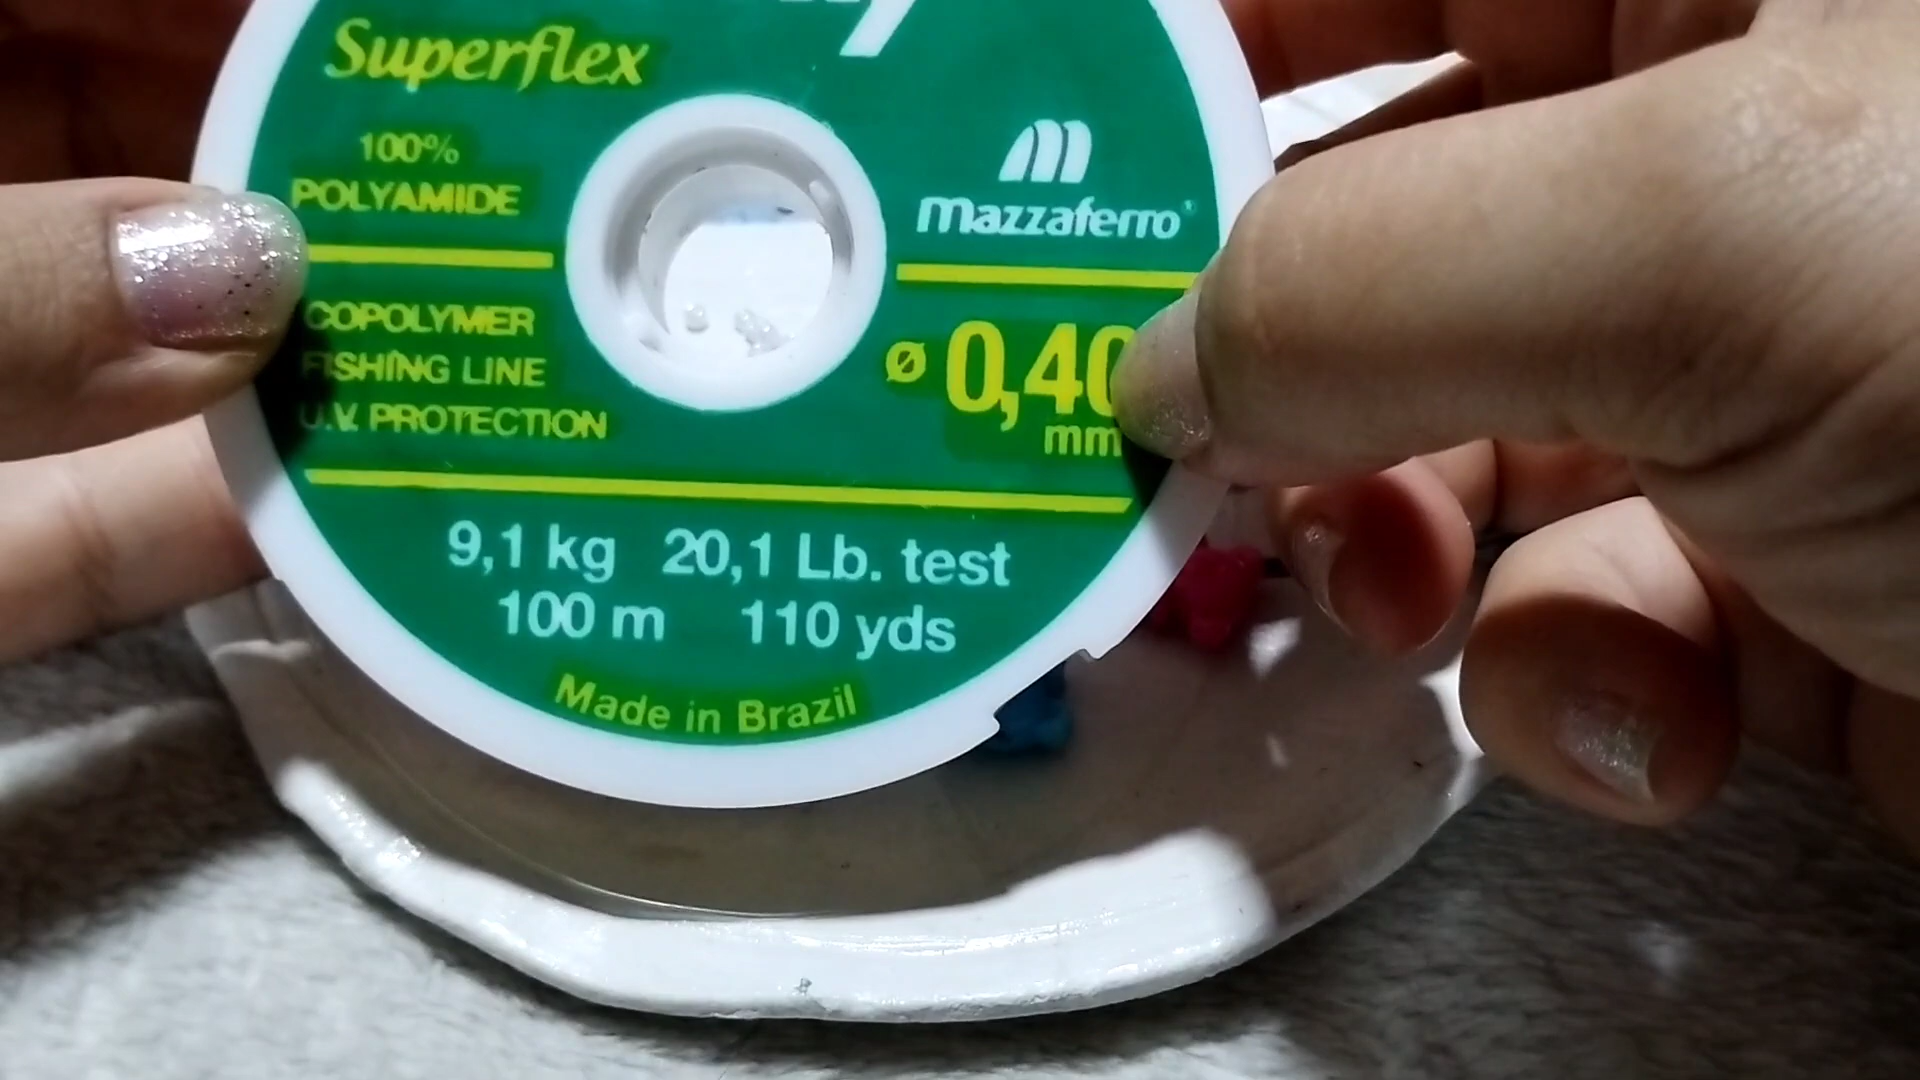 Superflex
100%
POLYAMIDE
mazzaferro
COPOLYMER
FISHING LINE
U.V. PROTECTION
ø 0,40
mm
9,1 kg 20,1 Lb. test
100 m 110 yds
Made in Brazil